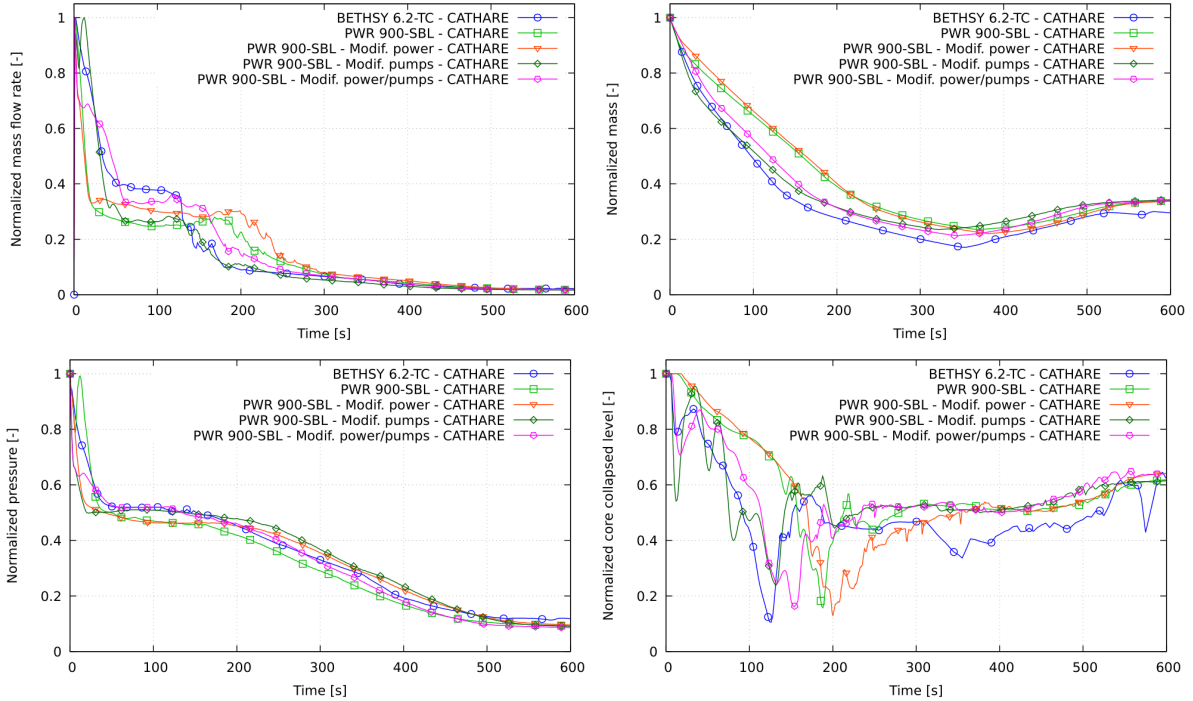 BETHSY 6.2-TC - CATHARE
PWR 900-SBL - CATHARE
PWR 900-SBL - Modif. power - CATHARE
PWR 900-SBL - Modif. pumps - CATHARE
PWR 900-SBL - Modif. power/pumps - CATHARE
Normalized mass flow rate [-]
1
0.8
0.6
0.4
0.2
0
0 100 200 300 400 500 600
Time [s]
BETHSY 6.2-TC - CATHARE
PWR 900-SBL - CATHARE
PWR 900-SBL - Modif. power - CATHARE
PWR 900-SBL - Modif. pumps - CATHARE
PWR 900-SBL - Modif. power/pumps - CATHARE
Normalized mass [-]
1
0.8
0.6
0.4
0.2
0
0 100 200 300 400 500 600
Time [s]
BETHSY 6.2-TC - CATHARE
PWR 900-SBL - CATHARE
PWR 900-SBL - Modif. power - CATHARE
PWR 900-SBL - Modif. pumps - CATHARE
PWR 900-SBL - Modif. power/pumps - CATHARE
Normalized pressure [-]
1
0.8
0.6
0.4
0.2
0
0 100 200 300 400 500 600
Time [s]
BETHSY 6.2-TC - CATHARE
PWR 900-SBL - CATHARE
PWR 900-SBL - Modif. power - CATHARE
PWR 900-SBL - Modif. pumps - CATHARE
PWR 900-SBL - Modif. power/pumps - CATHARE
Normalized core collapsed level [-]
1
0.8
0.6
0.4
0.2
0
0 100 200 300 400 500 600
Time [s]